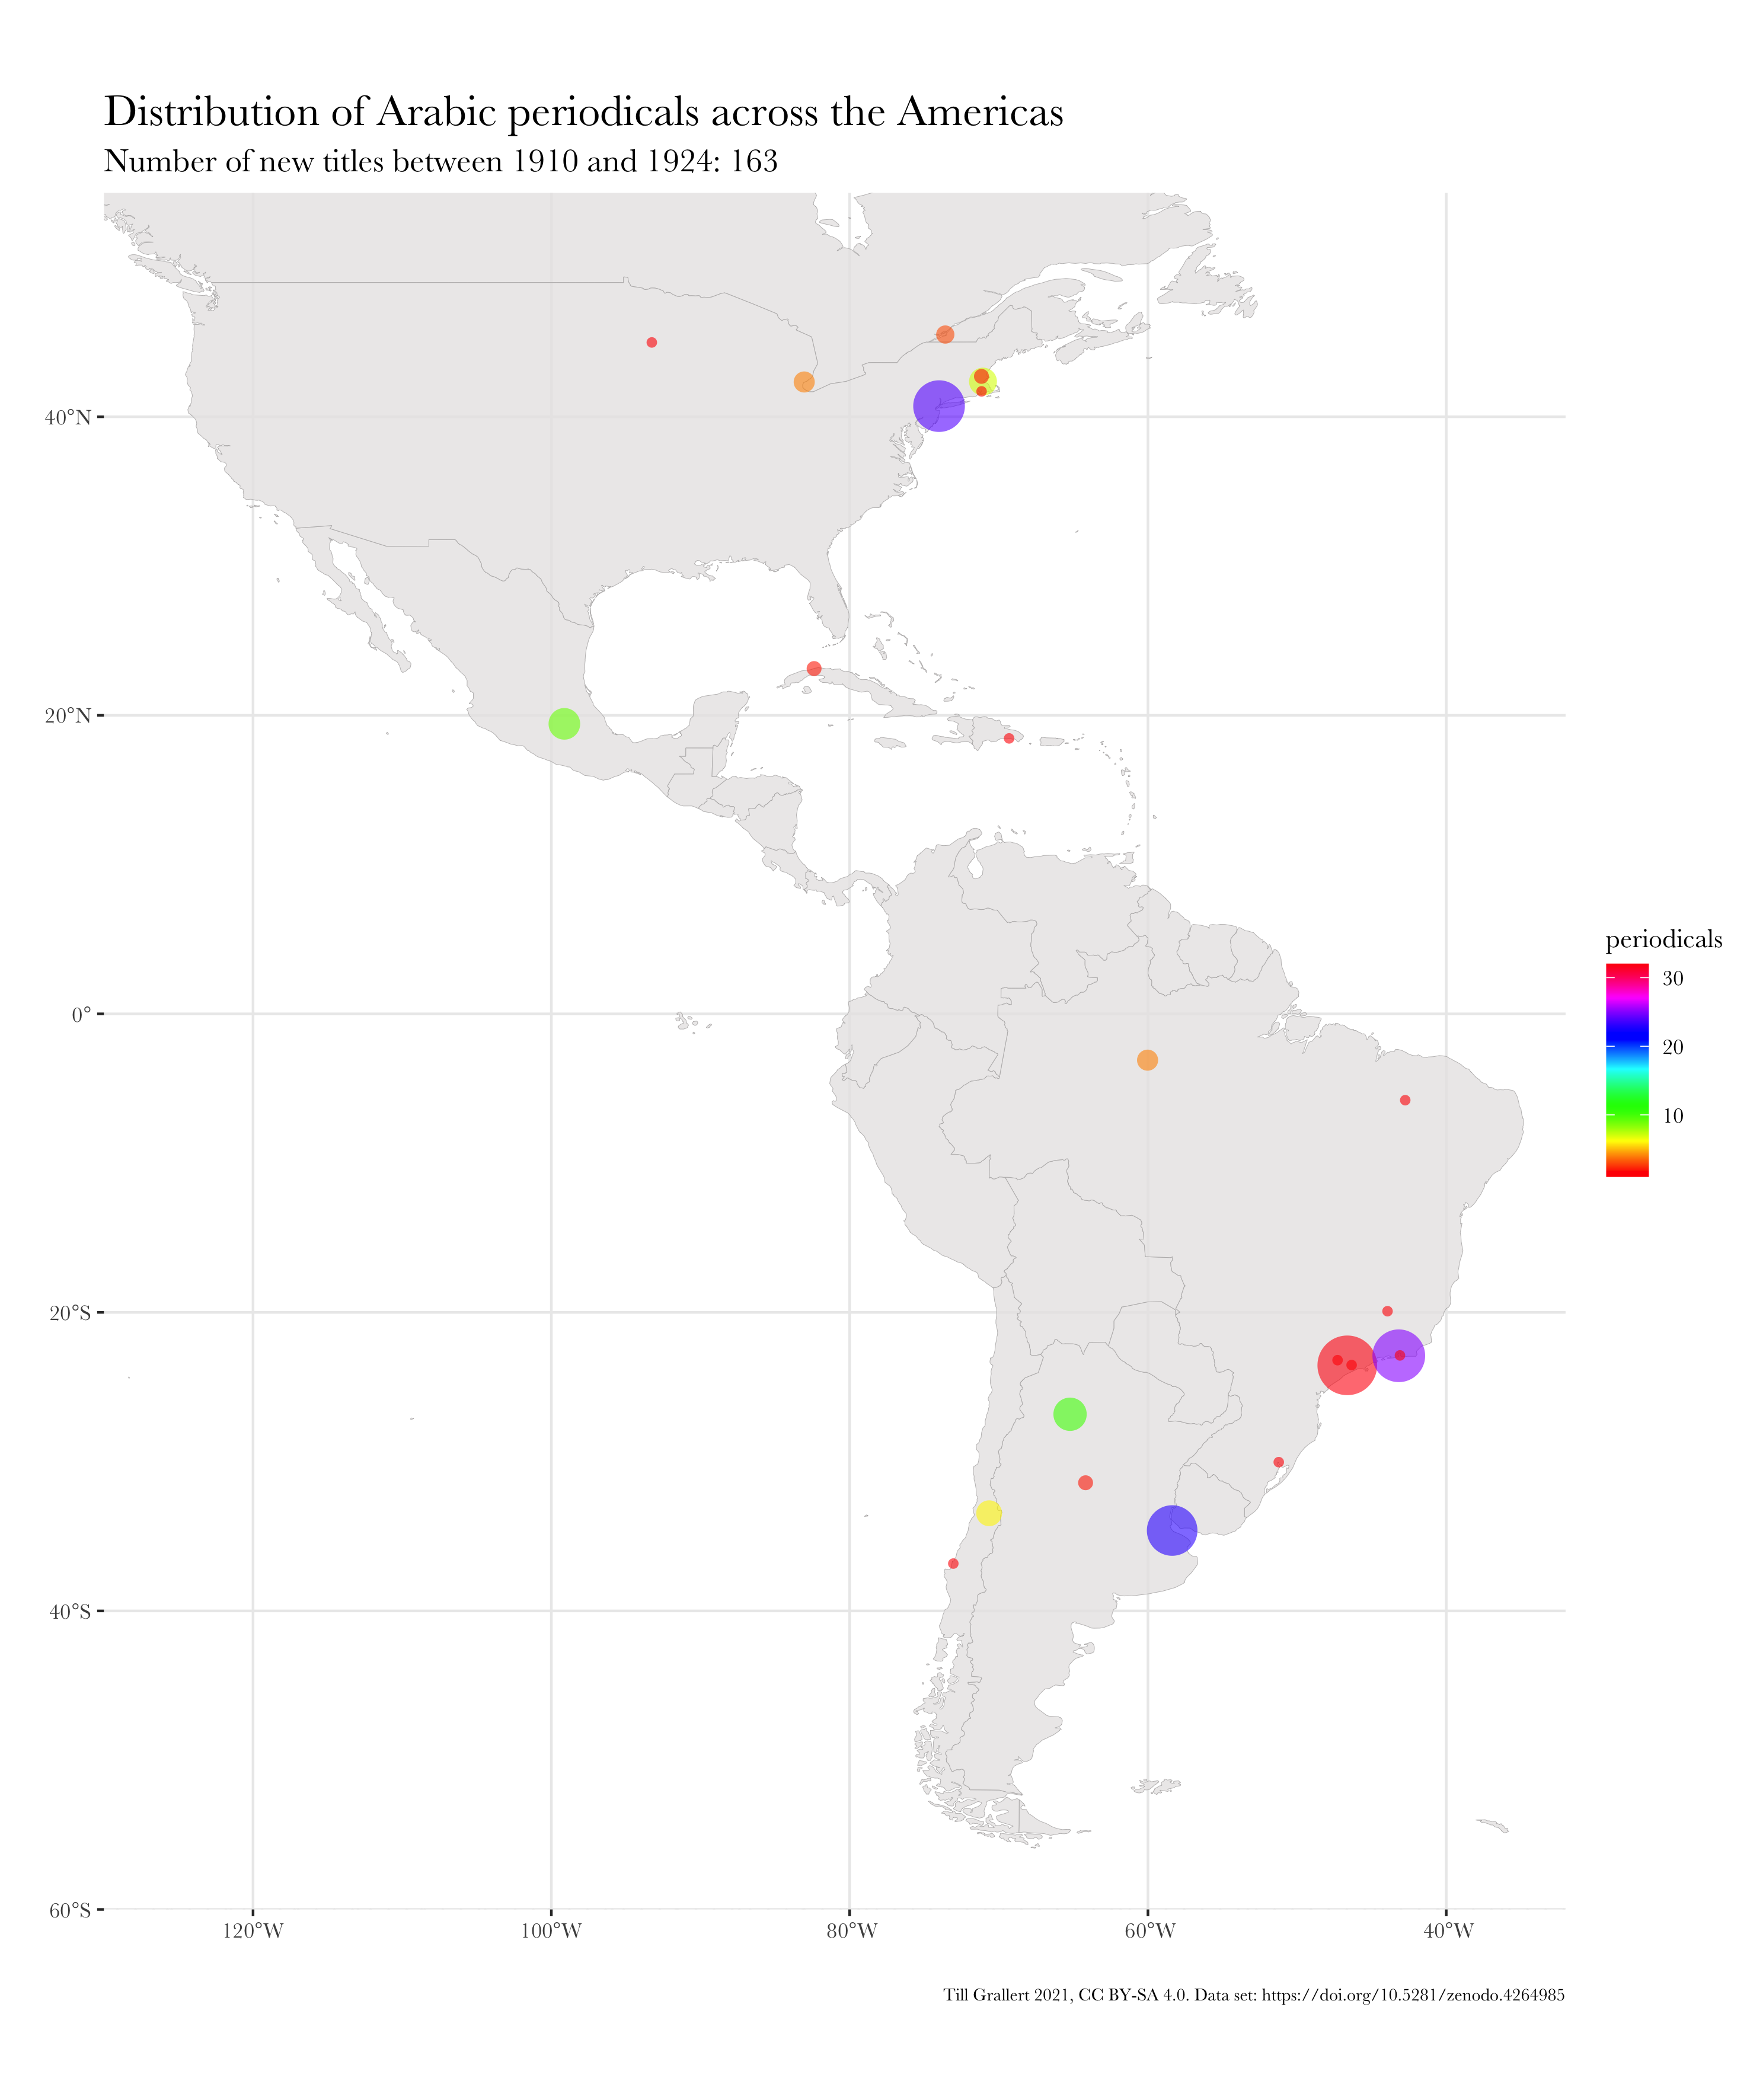 Distribution of Arabic periodicals across the Americas
Number of new titles between 1910 and 1924: 163
40°N
20°N
0°
20°S
40°S
60°S
120°W
100°W
80°W
60°W
40°W
periodicals
30
20
10
Till Grallert 2021, CC BY-SA 4.0. Data set: https://doi.org/10.5281/zenodo.4264985